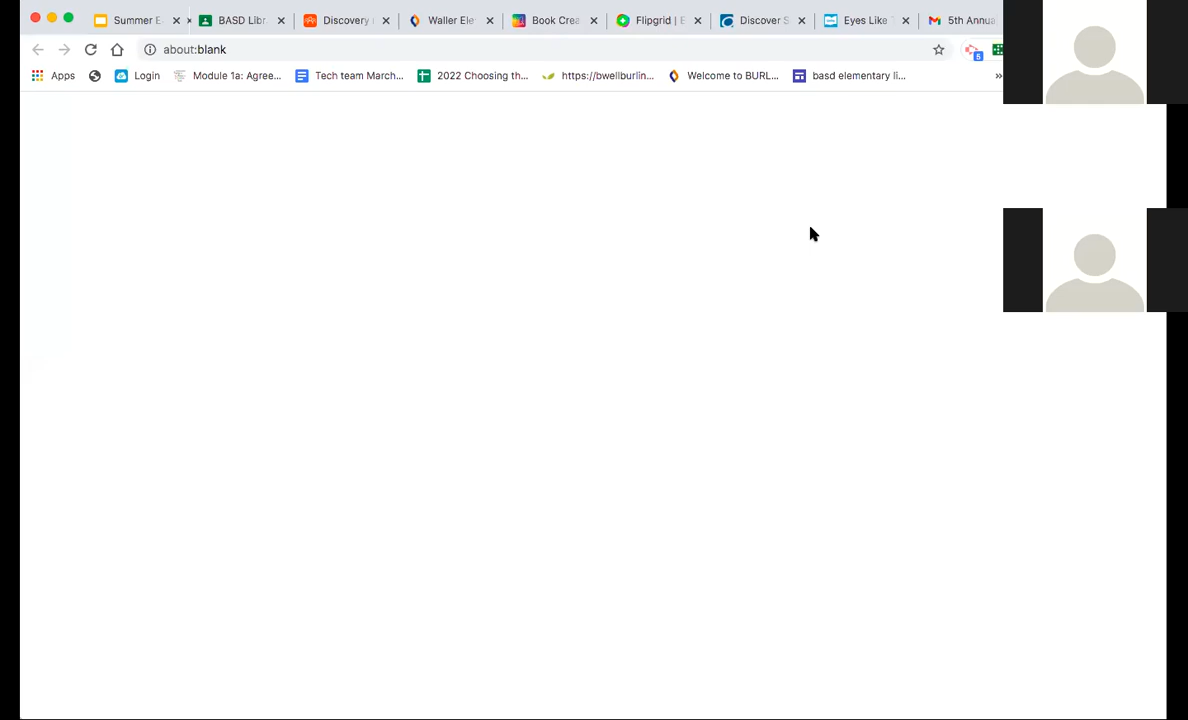 Summer E
BASD Libr
Discovery
Waller Ele
Book Crea
Flipgrid | E
Discover S
Eyes Like T
5th Annua
about:blank
5
Apps
Login
Module 1a: Agree...
Tech team March...
2022 Choosing th...
https://bwellburlin...
Welcome to BURL...
basd elementary li...
»